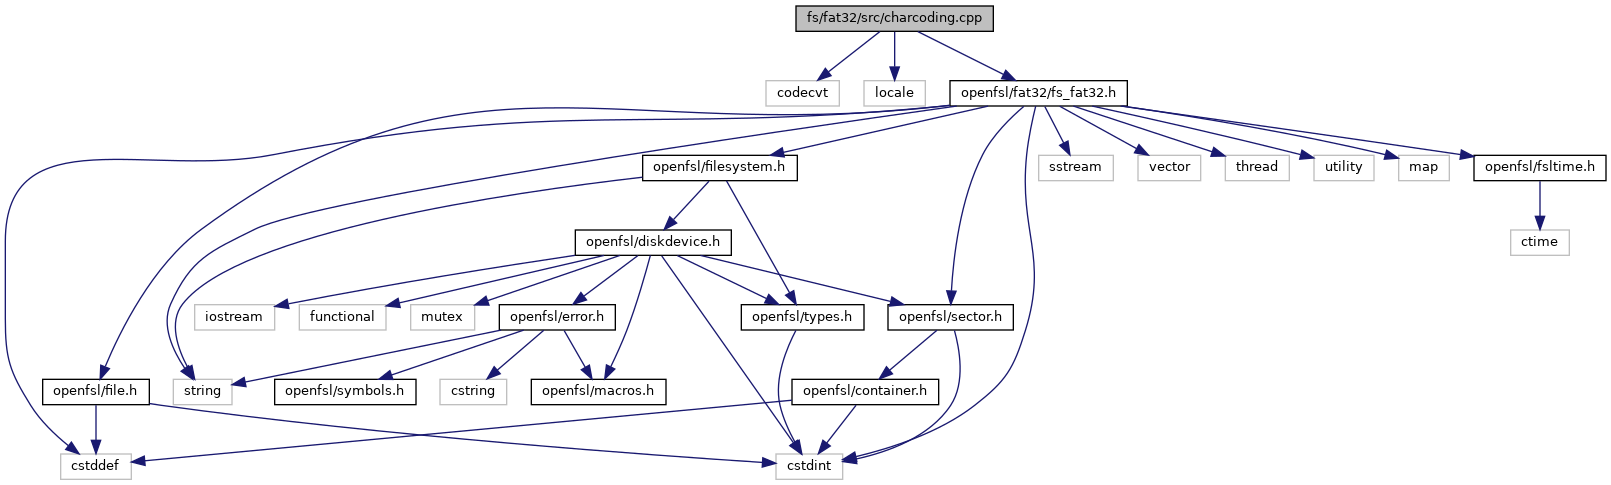 fs/fat32/src/charcoding.cpp
codecvt
locale
openfsl/fat32/fs_fat32.h
openfsl/filesystem.h
sstream
vector
thread
utility
map
openfsl/fsltime.h
openfsl/diskdevice.h
ctime
iostream
functional
mutex
openfsl/error.h
openfsl/types.h
openfsl/sector.h
openfsl/file.h
string
openfsl/symbols.h
cstring
openfsl/macros.h
openfsl/container.h
cstddef
cstdint